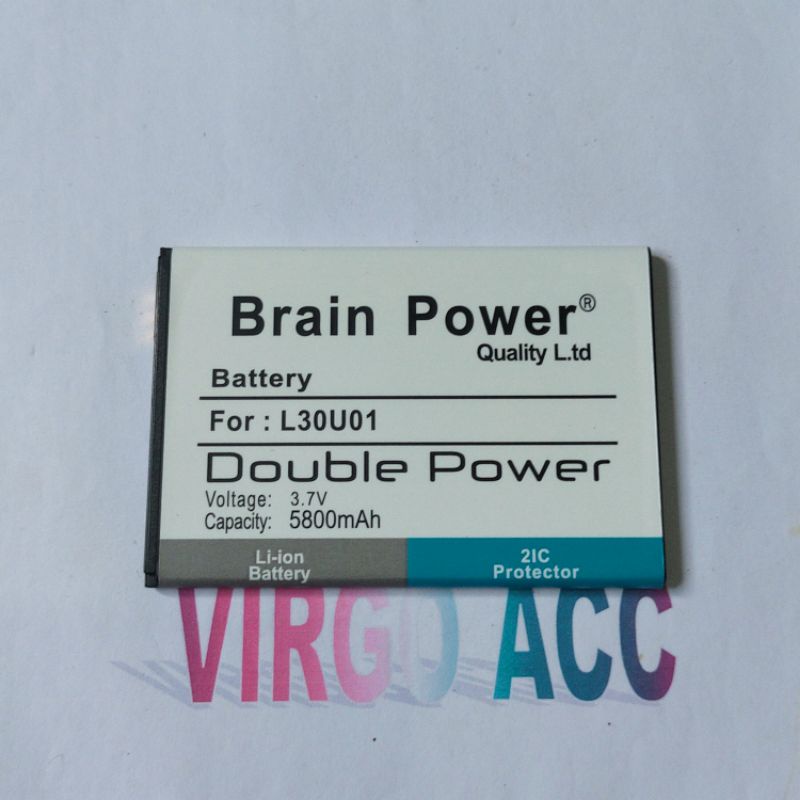 Brain Power®
Quality L.td
Battery
For : L30U01
Double Power
Voltage: 3.7V
Capacity: 5800mAh
Li-ion
Battery
2IC
Protector
VIRGO ACC